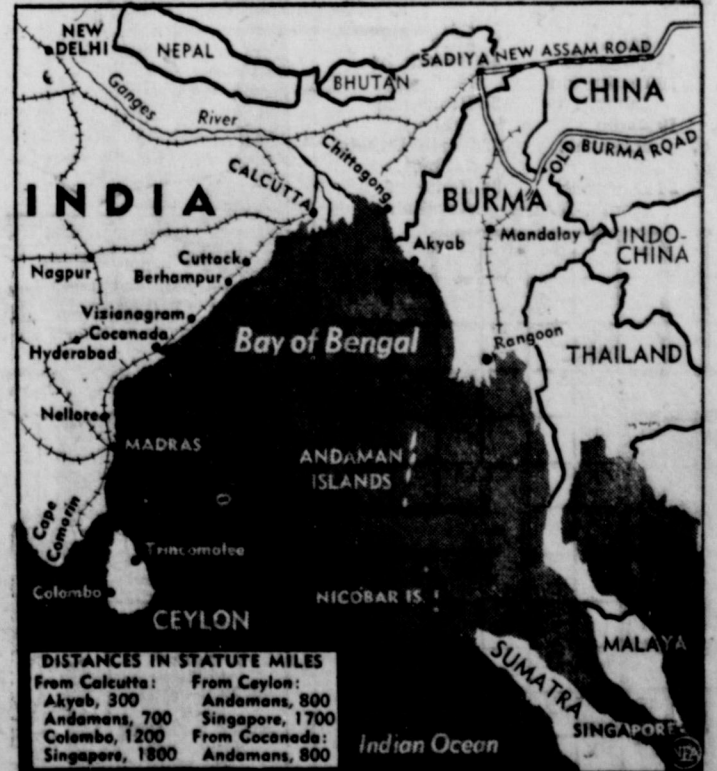 NEW
DELHI
NEPAL
BHUTAN
SADIYA
NEW ASSAM ROAD
CHINA
Ganges
River
Chittagong
OLD BURMA ROAD
CALCUTTA
INDIA
BURMA
Akyab
Mandalay
INDO-
CHINA
Nagpur
Cuttack
Berhampur
Vizianagram
Cocanada
Hyderabad
Bay of Bengal
Rangoon
THAILAND
Nellore
MADRAS
ANDAMAN
ISLANDS
Cape
Comorin
Trincomalee
Colombo
NICOBAR IS.
CEYLON
MALAYA
SUMATRA
SINGAPORE
Indian Ocean
DISTANCES IN STATUTE MILES
From Calcutta:
Akyab, 300
Andamans, 700
Colombo, 1200
Singapore, 1800
From Ceylon:
Andamans, 800
Singapore, 1700
From Cocanada:
Andamans, 800
NEA